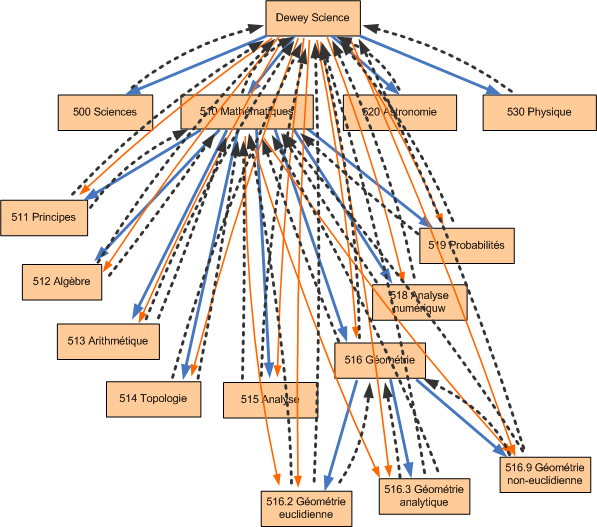 Dewey Science
500 Sciences
510 Mathématiques
520 Astronomie
530 Physique
511 Principes
519 Probabilités
512 Algèbre
518 Analyse
numériquw
513 Arithmétique
516 Géométrie
514 Topologie
515 Analyse
516.9 Géométrie
non-euclidienne
516.2 Géométrie
euclidienne
516.3 Géométrie
analytique